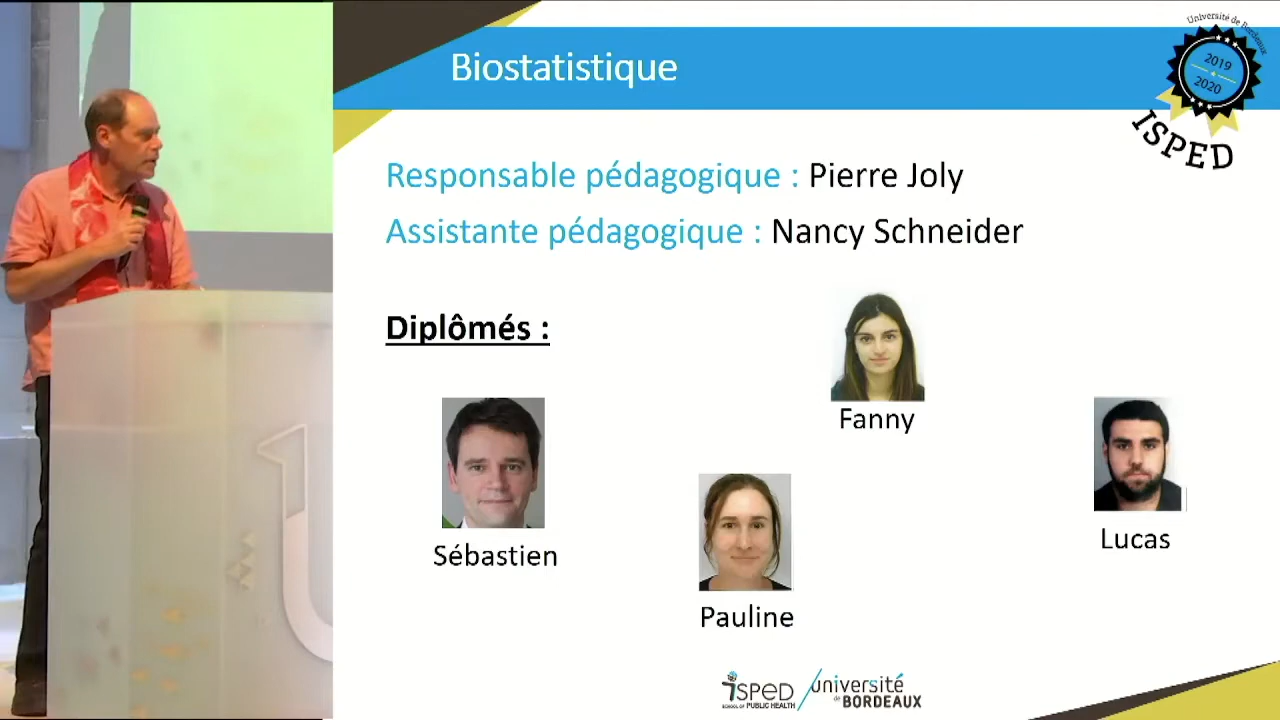 Biostatistique
Université de Bordeaux
2019
2020
ISPED
Responsable pédagogique : Pierre Joly
Assistante pédagogique : Nancy Schneider
Diplômés :
Fanny
Sébastien
Lucas
Pauline
isped
SCHOOL OF PUBLIC HEALTH
université
de BORDEAUX